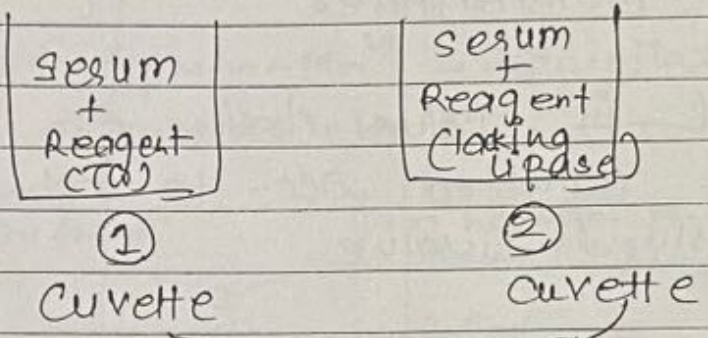 serum
+
Reagent
(TG)
①
Cuvette
serum
+
Reagent
(lacking
lipase)
②
Cuvette